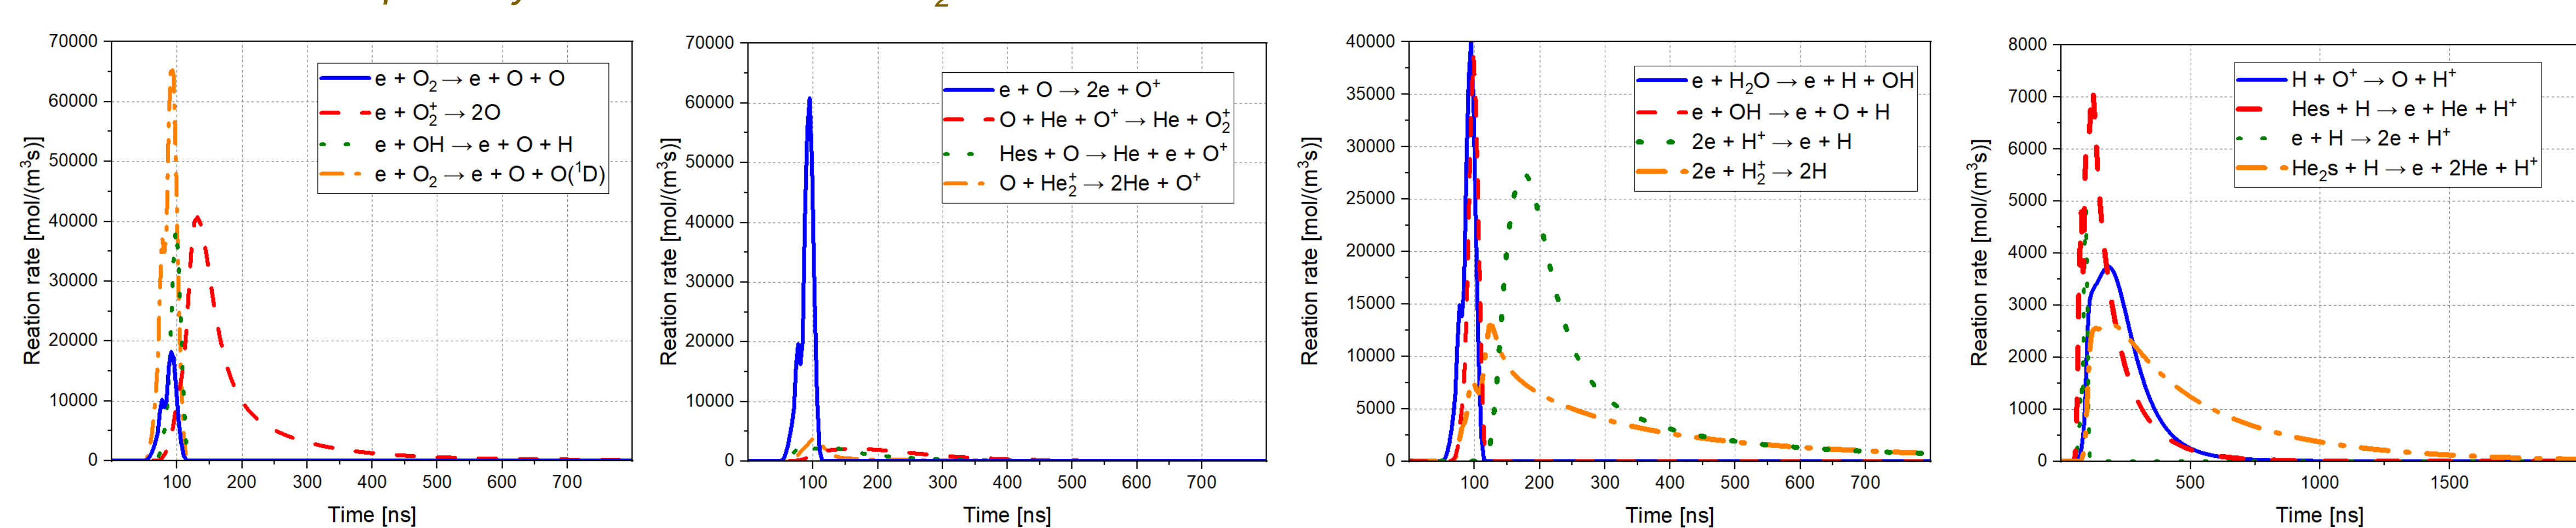 2
70000
60000
50000
40000
30000
20000
10000
0
Reation rate [mol/(m³s)]
e + O₂ → e + O + O
e + O₂⁺ → 2O
e + OH → e + O + H
e + O₂ → e + O + O(¹D)
100 200 300 400 500 600 700
Time [ns]
70000
60000
50000
40000
30000
20000
10000
0
Reation rate [mol/(m³s)]
e + O → 2e + O⁺
O + He + O⁺ → He + O₂⁺
Hes + O → He + e + O⁺
O + He₂⁺ → 2He + O⁺
100 200 300 400 500 600 700
Time [ns]
40000
35000
30000
25000
20000
15000
10000
5000
0
Reation rate [mol/(m³s)]
e + H₂O → e + H + OH
e + OH → e + O + H
2e + H⁺ → e + H
2e + H₂⁺ → 2H
100 200 300 400 500 600 700
Time [ns]
8000
7000
6000
5000
4000
3000
2000
1000
0
Reation rate [mol/(m³s)]
H + O⁺ → O + H⁺
Hes + H → e + He + H⁺
e + H → 2e + H⁺
He₂s + H → e + 2He + H⁺
500 1000 1500
Time [ns]